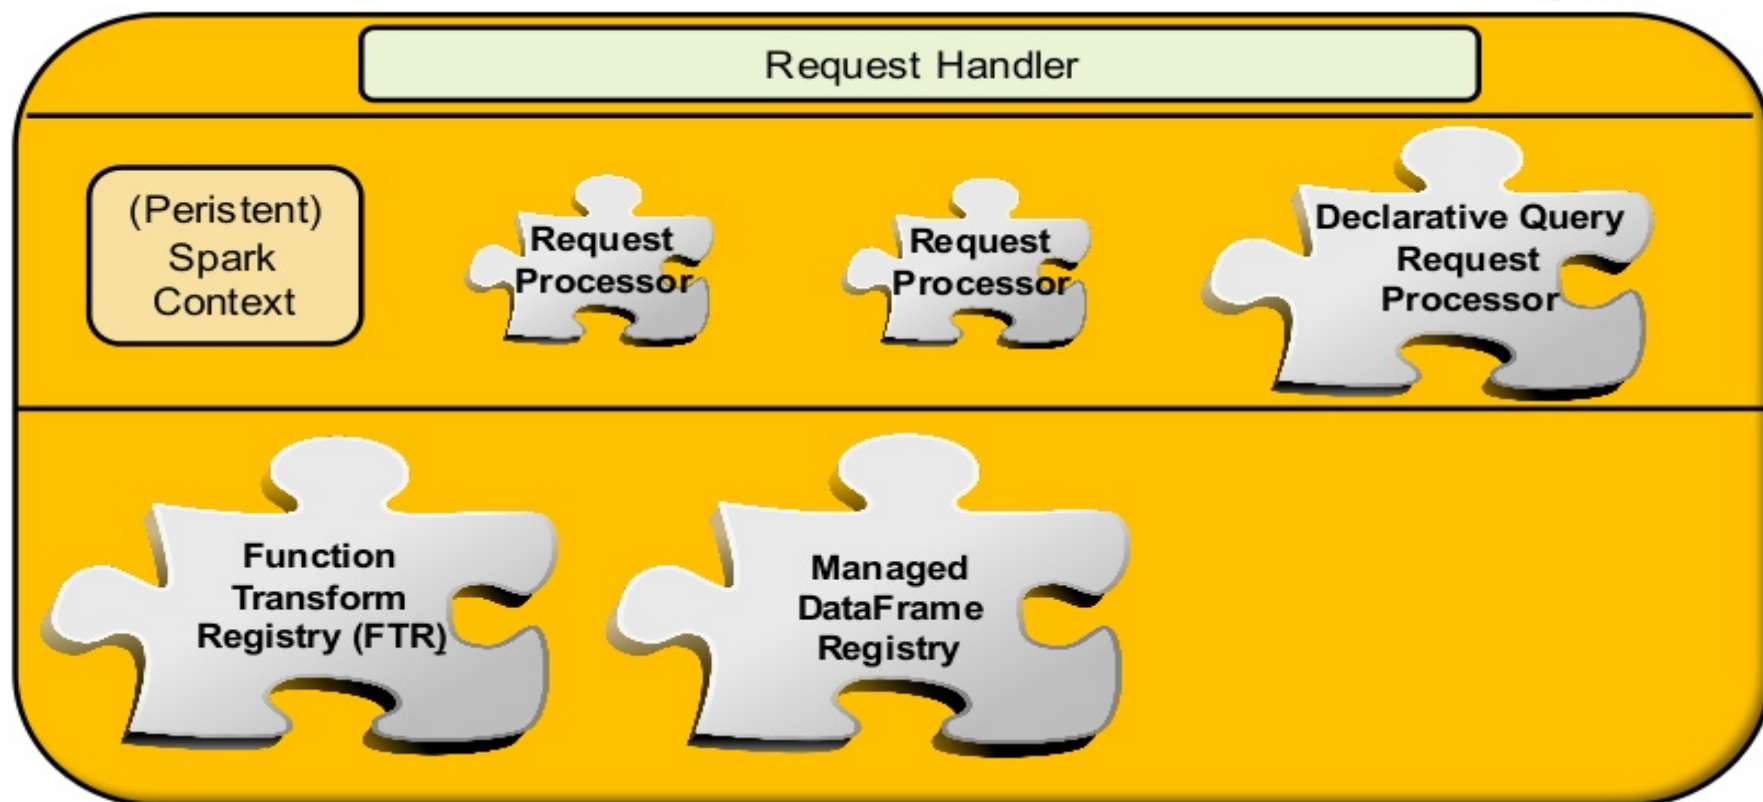 Request Handler
(Peristent)
Spark
Context
Request
Processor
Request
Processor
Declarative Query
Request
Processor
Function
Transform
Registry (FTR)
Managed
DataFrame
Registry